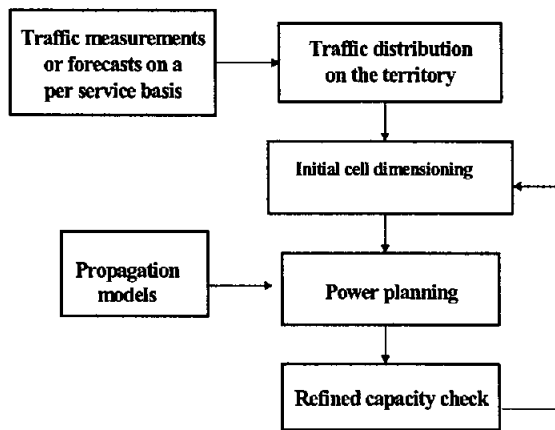 Traffic measurements
or forecasts on a
per service basis
Traffic distribution
on the territory
Initial cell dimensioning
Propagation
models
Power planning
Refined capacity check